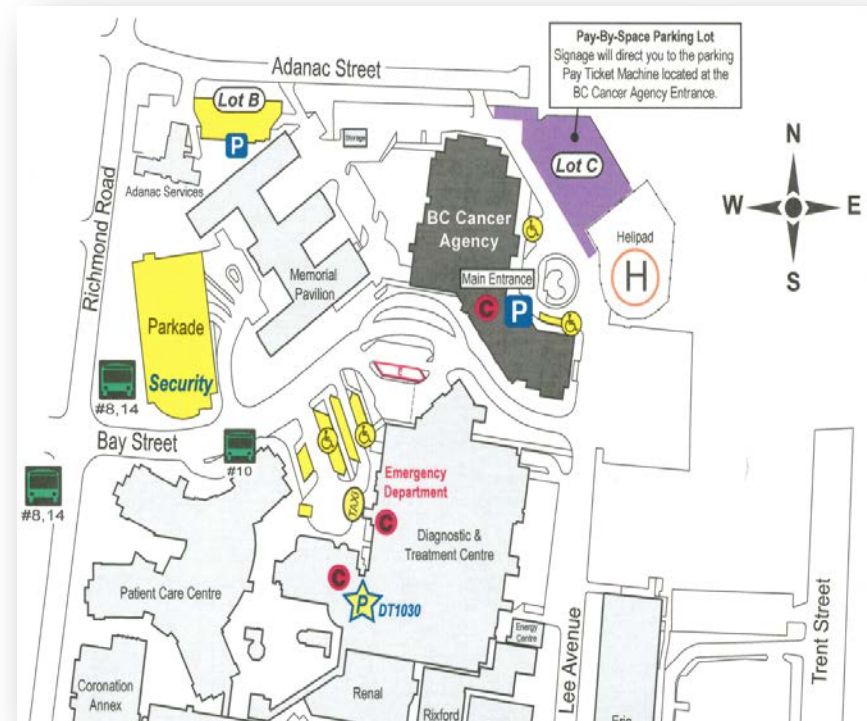 Pay-By-Space Parking Lot
Signage will direct you to the parking
Pay Ticket Machine located at the
BC Cancer Agency Entrance.
Adanac Street
Lot B
P
Storage
Lot C
N
W
E
S
Adanac Services
Richmond Road
BC Cancer
Agency
Helipad
H
Memorial
Pavilion
Main Entrance
C
P
Parkade
Security
#8,14
Bay Street
#10
#8,14
Emergency
Department
TAXI
C
Diagnostic &
Treatment Centre
C
P
DT1030
Patient Care Centre
Energy
Centre
Lee Avenue
Trent Street
Coronation
Annex
Renal
Rixford
Eric